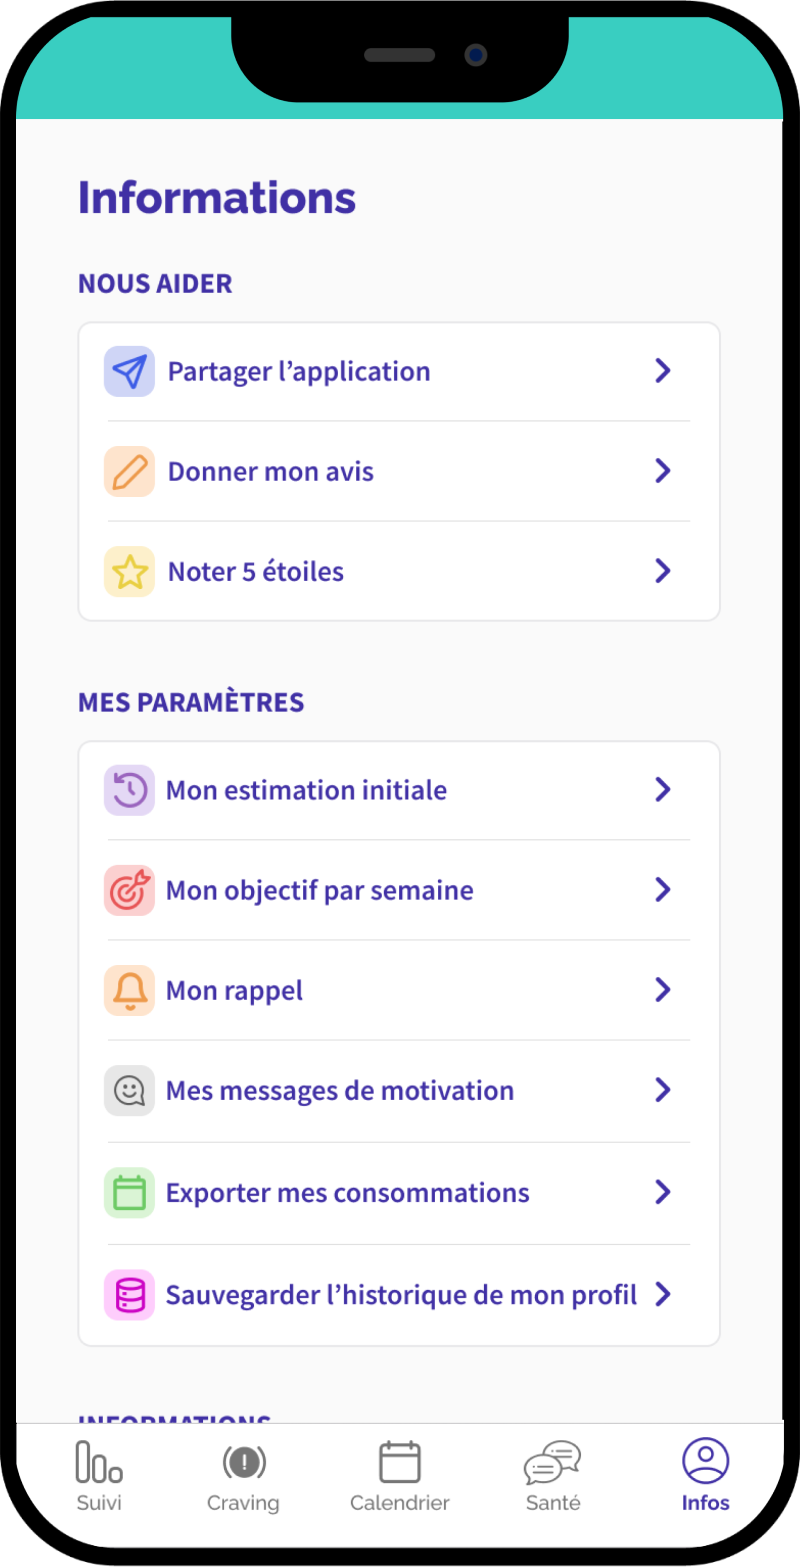 Informations
NOUS AIDER
Partager l’application
Donner mon avis
Noter 5 étoiles
MES PARAMÈTRES
Mon estimation initiale
Mon objectif par semaine
Mon rappel
Mes messages de motivation
Exporter mes consommations
Sauvegarder l’historique de mon profil
INFORMATIONS
Suivi
Craving
Calendrier
Santé
Infos